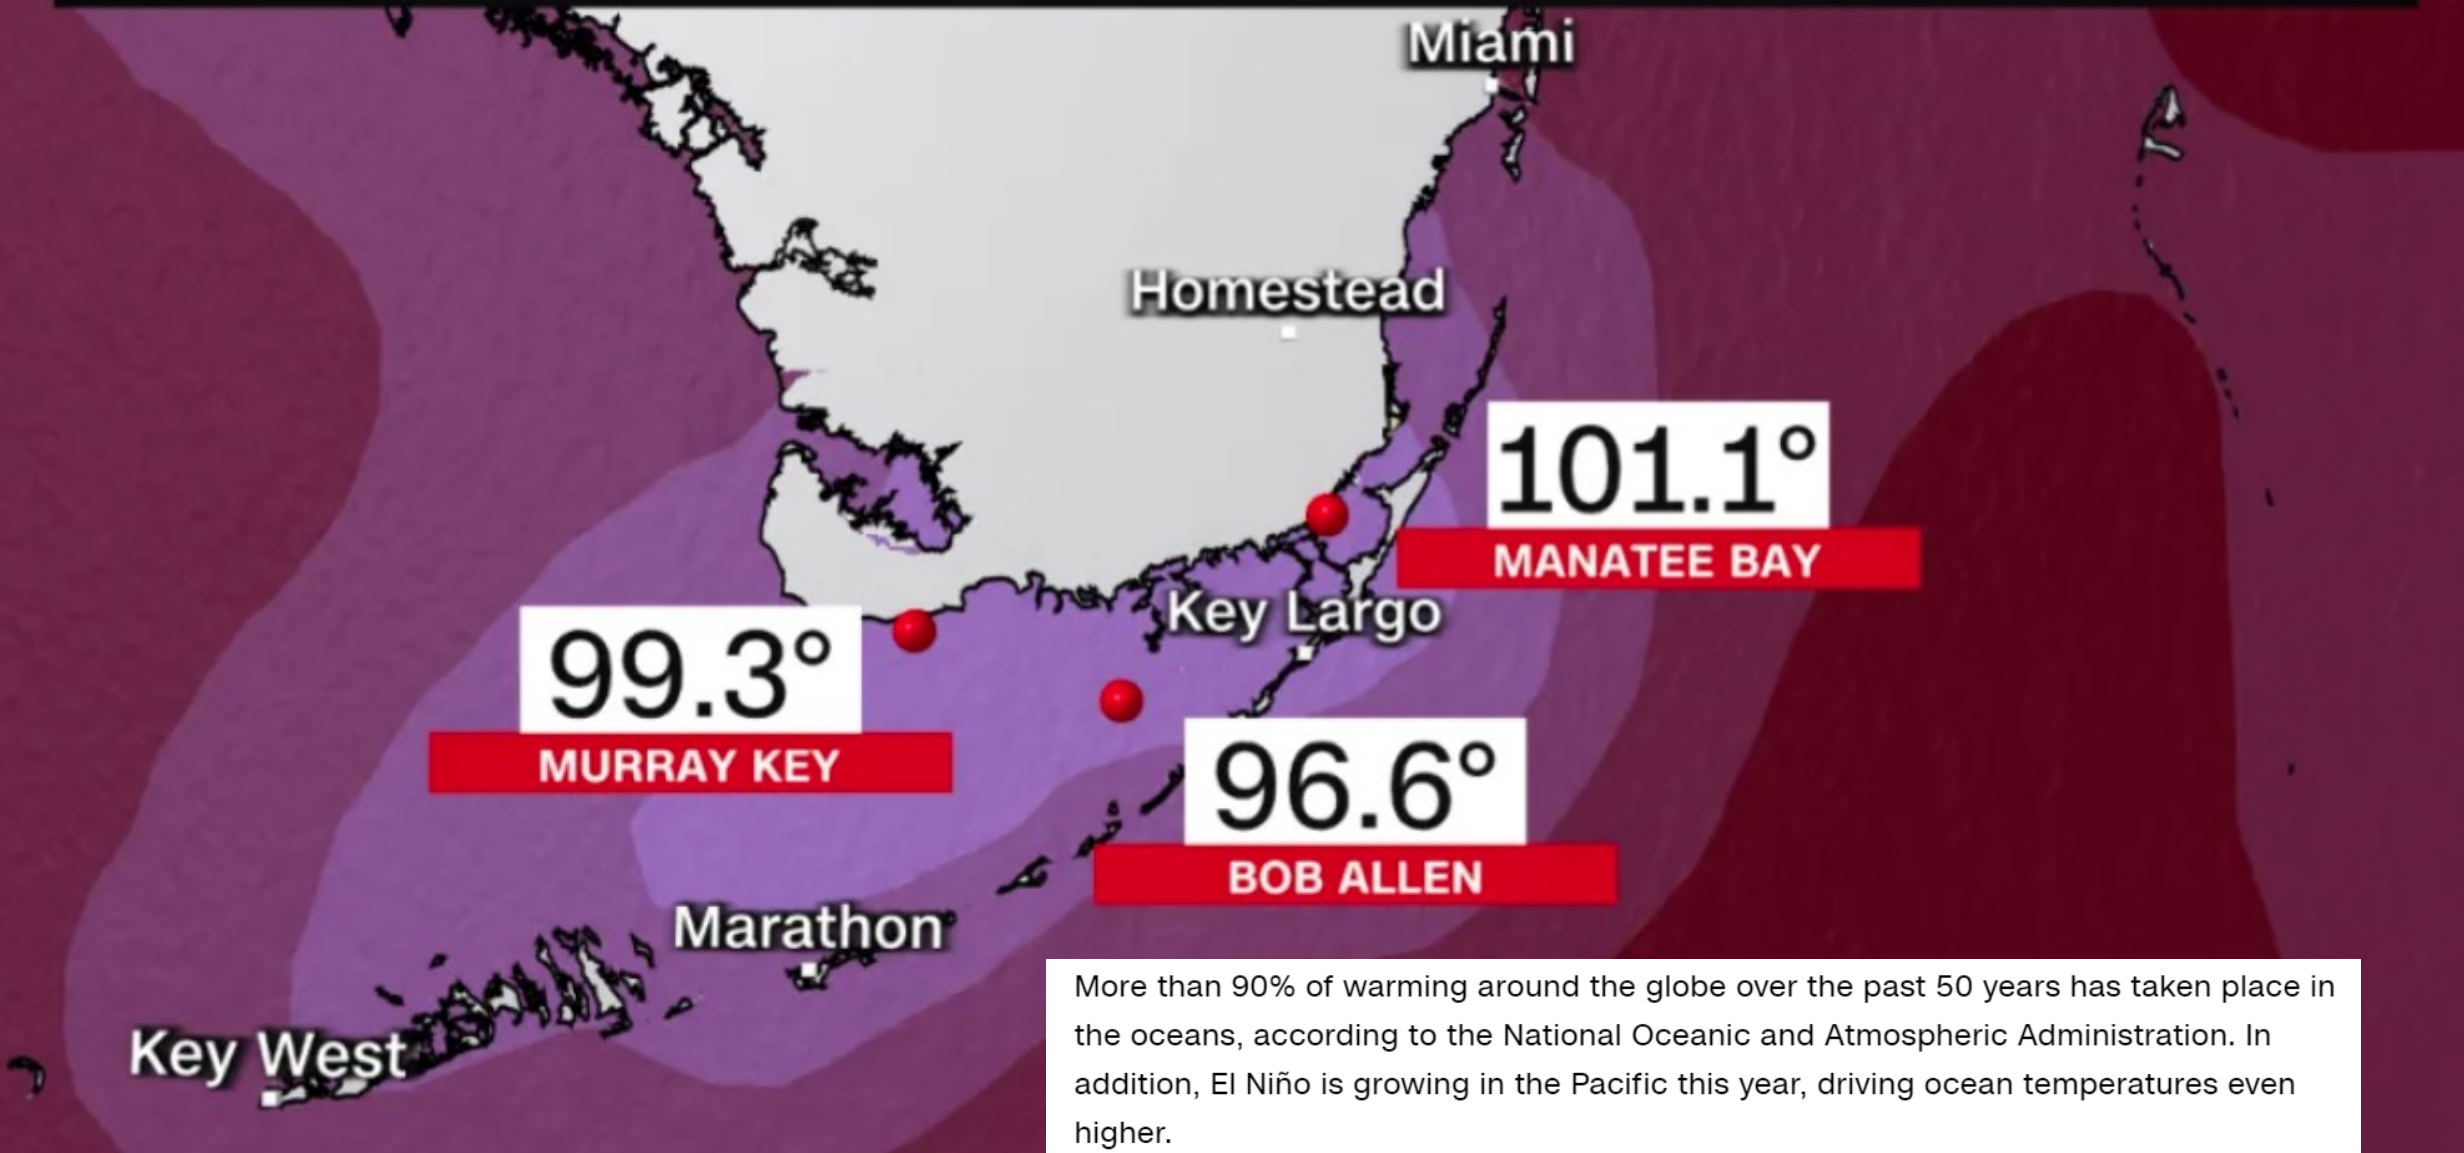 Miami
Homestead
101.1°
MANATEE BAY
Key Largo
99.3°
MURRAY KEY
96.6°
BOB ALLEN
Marathon
Key West
More than 90% of warming around the globe over the past 50 years has taken place in
the oceans, according to the National Oceanic and Atmospheric Administration. In
addition, El Niño is growing in the Pacific this year, driving ocean temperatures even
higher.